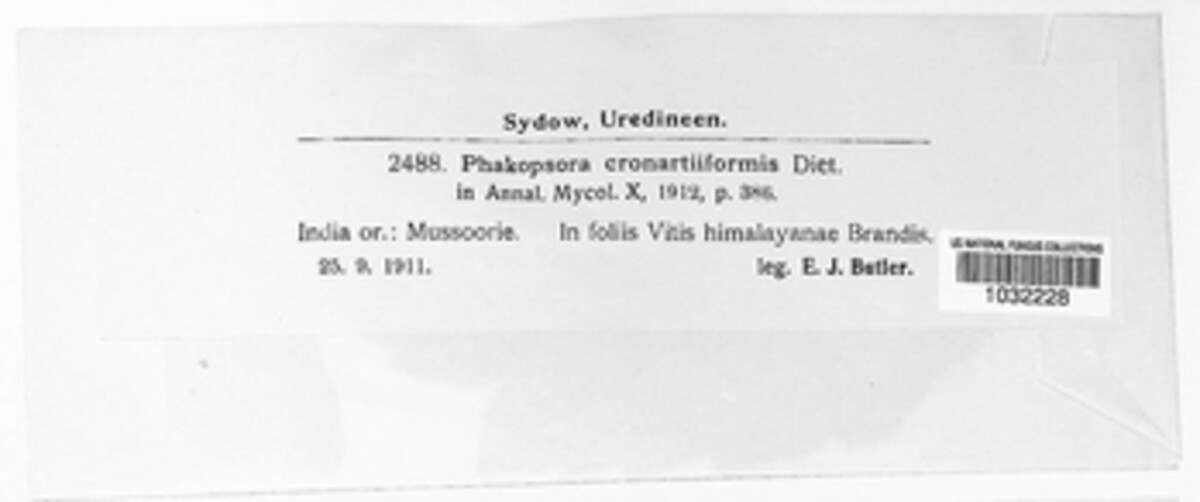 Sydow, Uredineen.
2488. Phakopsora cronartiiformis Diet.
in Annal. Mycol. X, 1912, p. 386.
India or.: Mussoorie. In foliis Vitis himalayanae Brandis.
25. 9. 1911. leg. E. J. Butler.
US NATIONAL FUNGUS COLLECTIONS
1032228